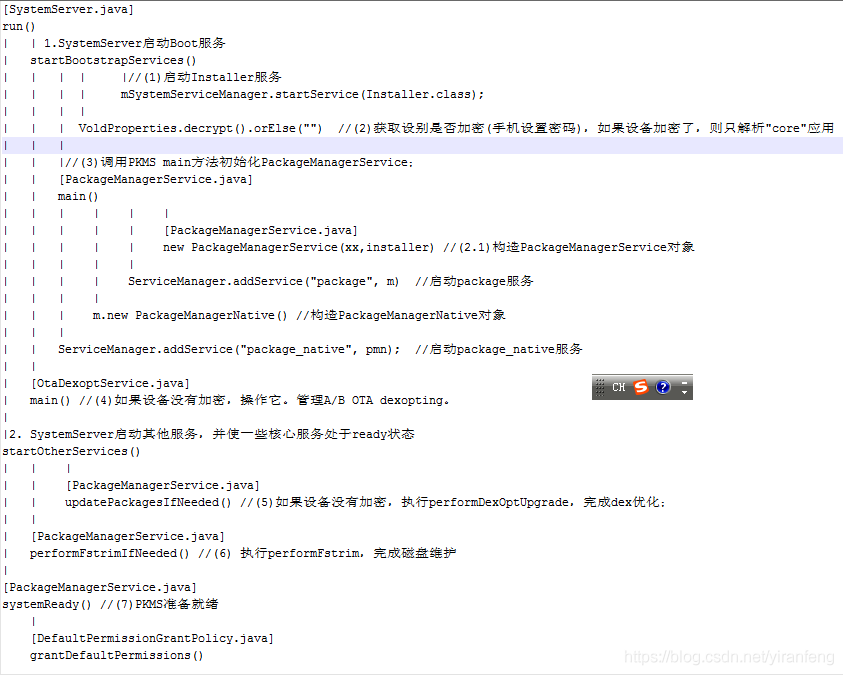 [SystemServer.java]
run()
| | 1.SystemServer启动Boot服务
| startBootstrapServices()
| | | | |//(1)启动Installer服务
| | | | mSystemServiceManager.startService(Installer.class);
| | | |
| | | VoldProperties.decrypt().orElse("") //(2)获取设别是否加密(手机设置密码)，如果设备加密了，则只解析"core"应用
| | |
| | |//(3)调用PKMS main方法初始化PackageManagerService；
| | [PackageManagerService.java]
| | main()
| | | | | |
| | | | | [PackageManagerService.java]
| | | | | new PackageManagerService(xx,installer) //(2.1)构造PackageManagerService对象
| | | | |
| | | | ServiceManager.addService("package", m) //启动package服务
| | | |
| | | m.new PackageManagerNative() //构造PackageManagerNative对象
| | |
| | ServiceManager.addService("package_native", pmn); //启动package_native服务
| |
| [OtaDexoptService.java]
CH S ?
| main() //(4)如果设备没有加密，操作它。管理A/B OTA dexopting。
|
|2. SystemServer启动其他服务，并使一些核心服务处于ready状态
startOtherServices()
| | |
| | [PackageManagerService.java]
| | updatePackagesIfNeeded() //(5)如果设备没有加密，执行performDexOptUpgrade，完成dex优化；
| |
| [PackageManagerService.java]
| performFstrimIfNeeded() //(6) 执行performFstrim，完成磁盘维护
|
[PackageManagerService.java]
systemReady() //(7)PKMS准备就绪
|
[DefaultPermissionGrantPolicy.java]
grantDefaultPermissions()
https://blog.csdn.net/yiranfeng